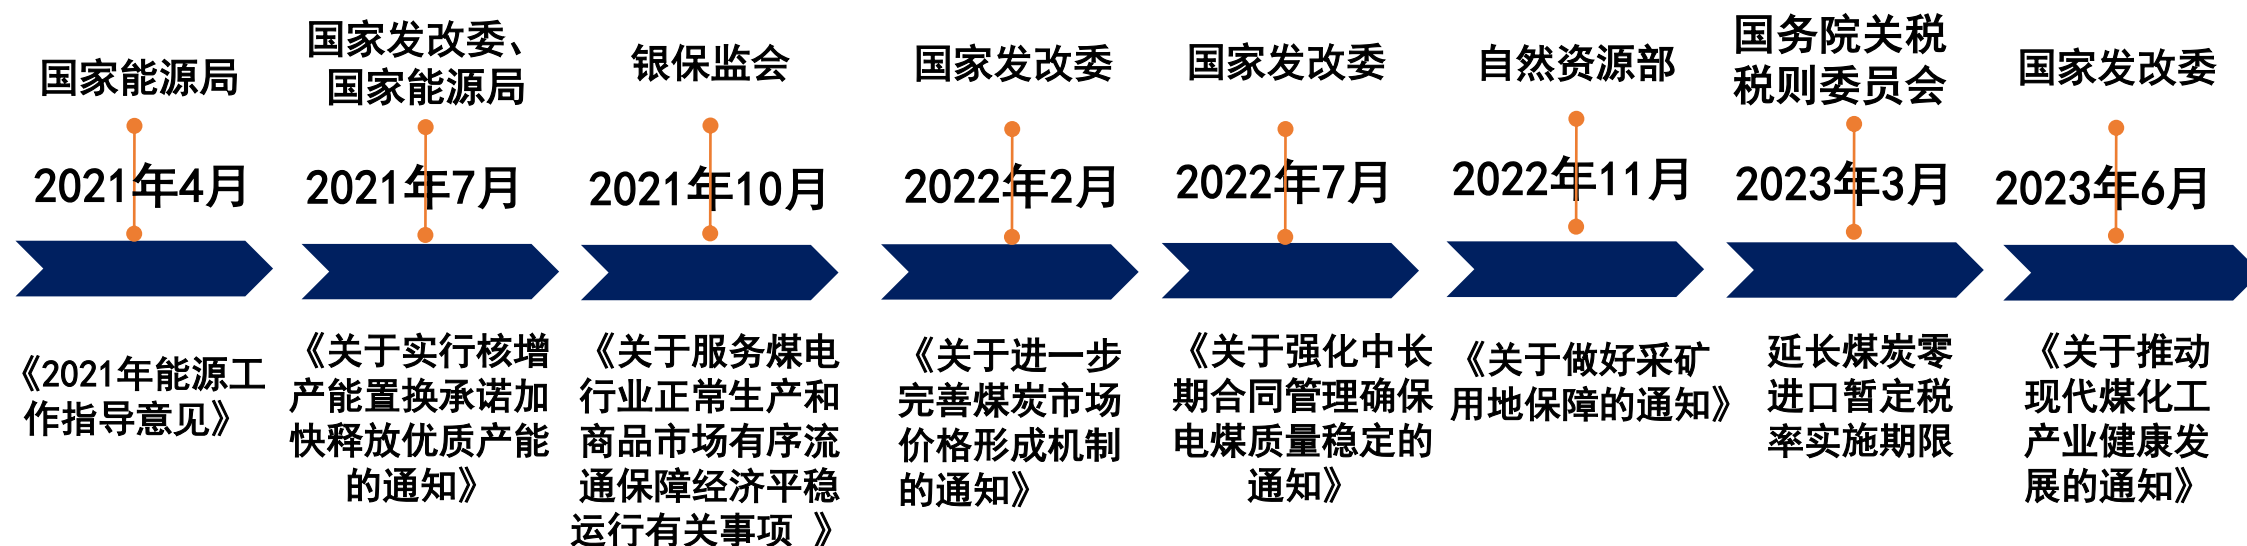 国家能源局
2021年4月
《2021年能源工
作指导意见》
国家发改委、
国家能源局
2021年7月
《关于实行核增
产能置换承诺加
快释放优质产能
的通知》
银保监会
2021年10月
《关于服务煤电
行业正常生产和
商品市场有序流
通保障经济平稳
运行有关事项 》
国家发改委
2022年2月
《关于进一步
完善煤炭市场
价格形成机制
的通知》
国家发改委
2022年7月
《关于强化中长
期合同管理确保
电煤质量稳定的
通知》
自然资源部
2022年11月
《关于做好采矿
用地保障的通知》
国务院关税
税则委员会
2023年3月
延长煤炭零
进口暂定税
率实施期限
国家发改委
2023年6月
《关于推动
现代煤化工
产业健康发
展的通知》